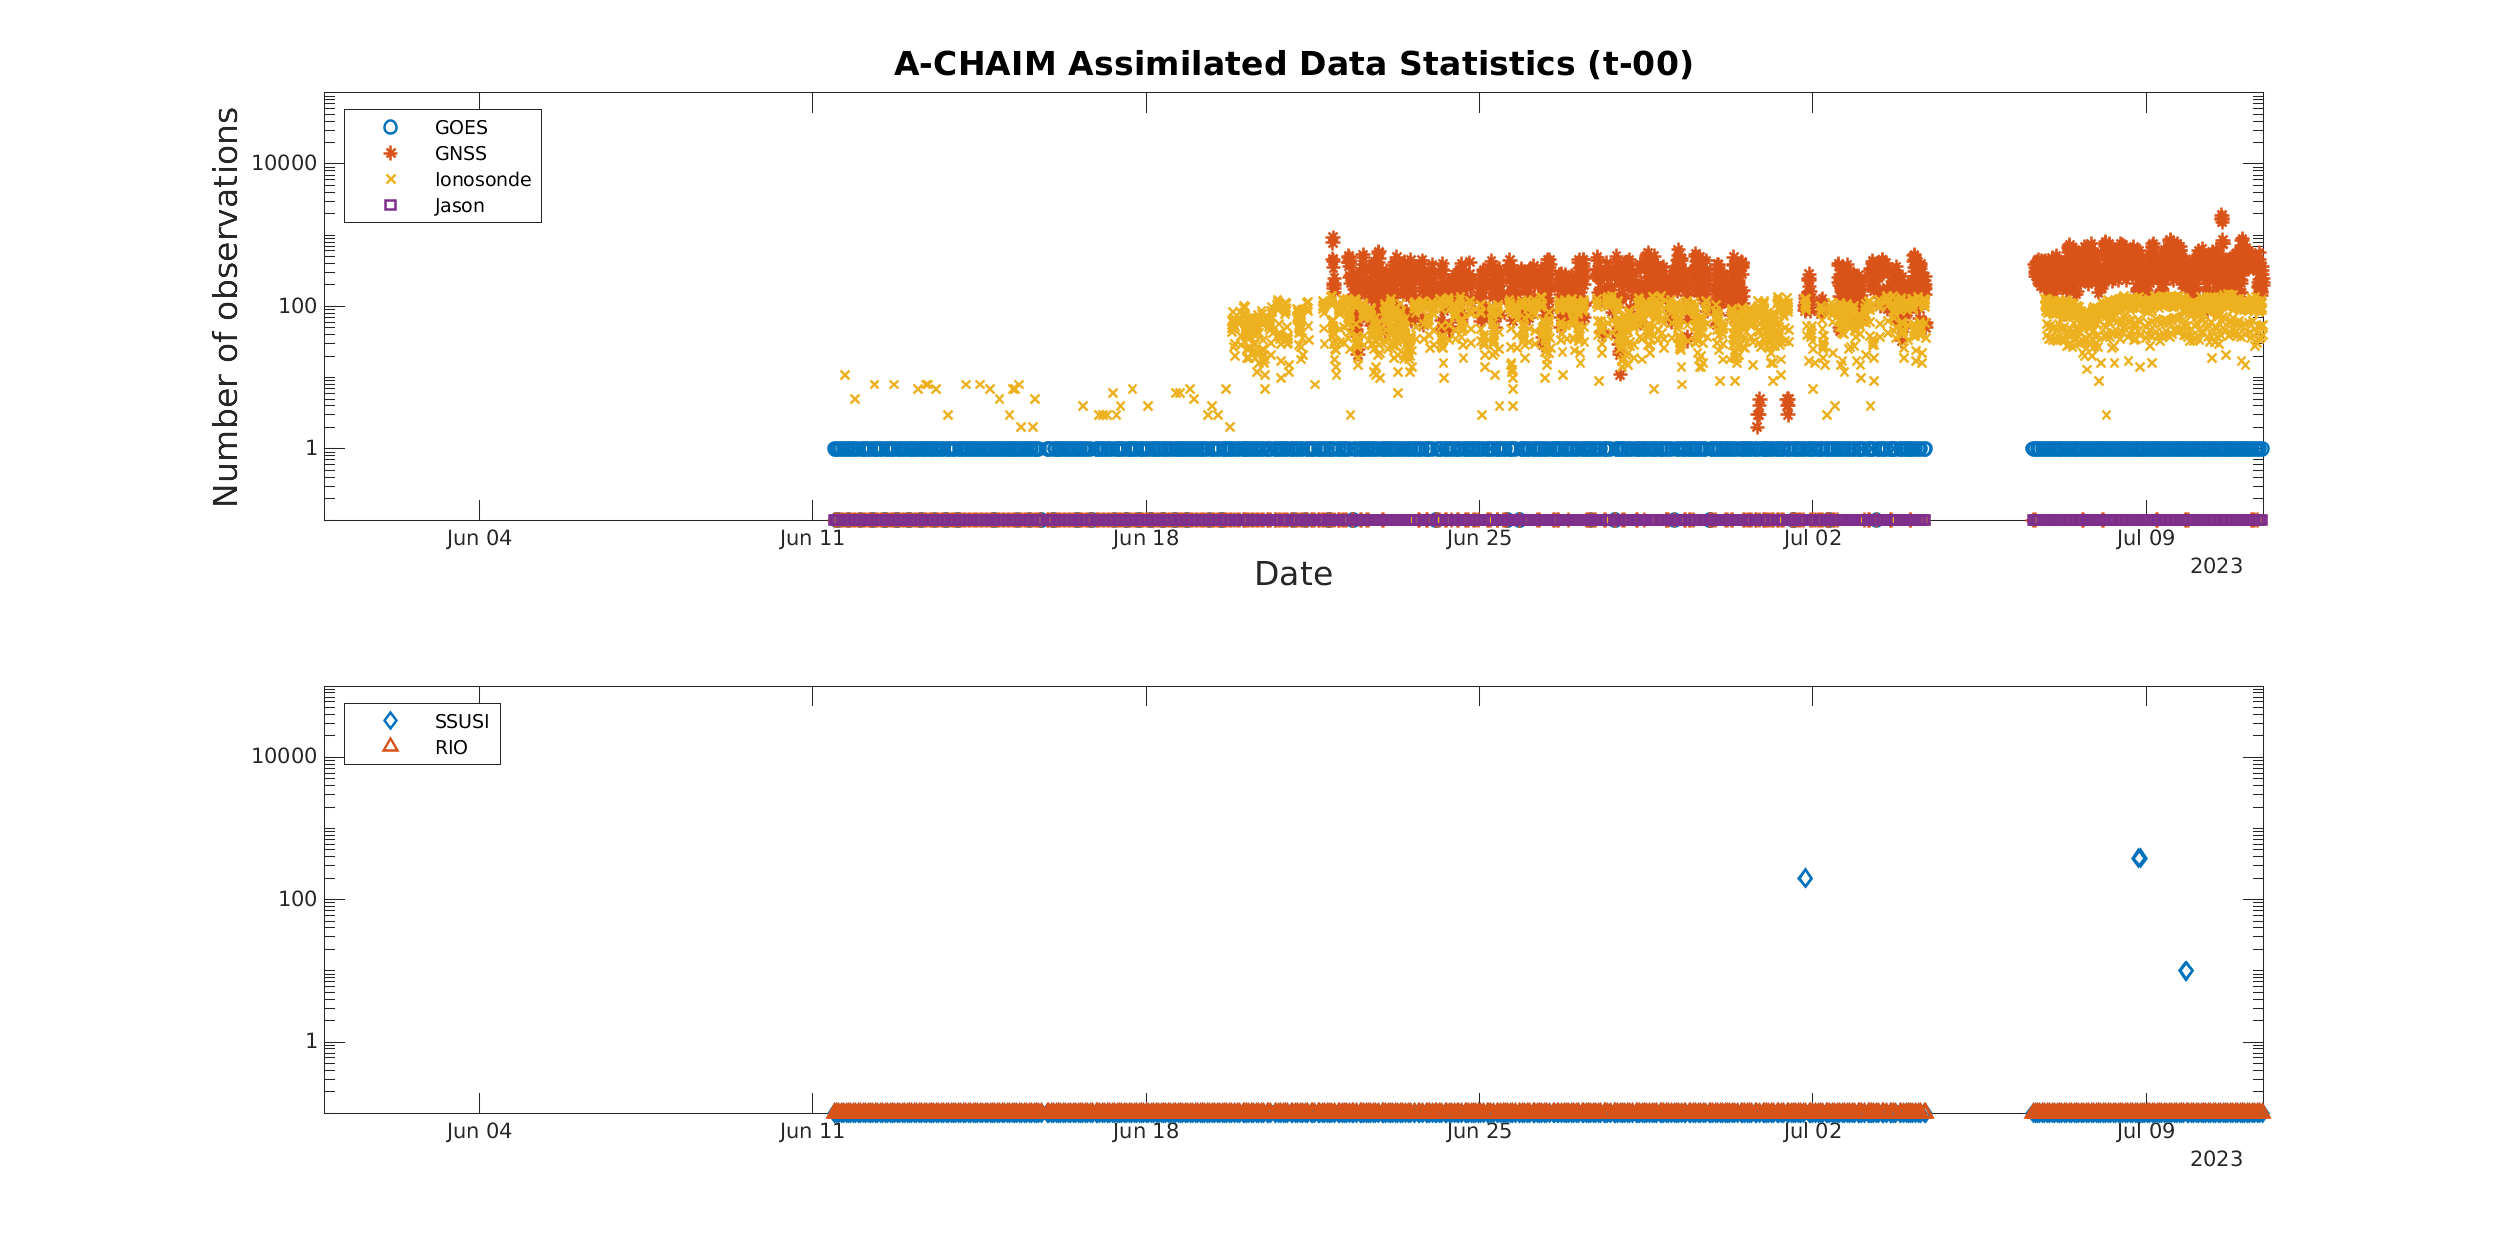 A-CHAIM Assimilated Data Statistics (t-00)
Number of observations
GOES
GNSS
Ionosonde
Jason
10000
100
1
Jun 04
Jun 11
Jun 18
Jun 25
Jul 02
Jul 09
2023
Date
SSUSI
RIO
10000
100
1
Jun 04
Jun 11
Jun 18
Jun 25
Jul 02
Jul 09
2023